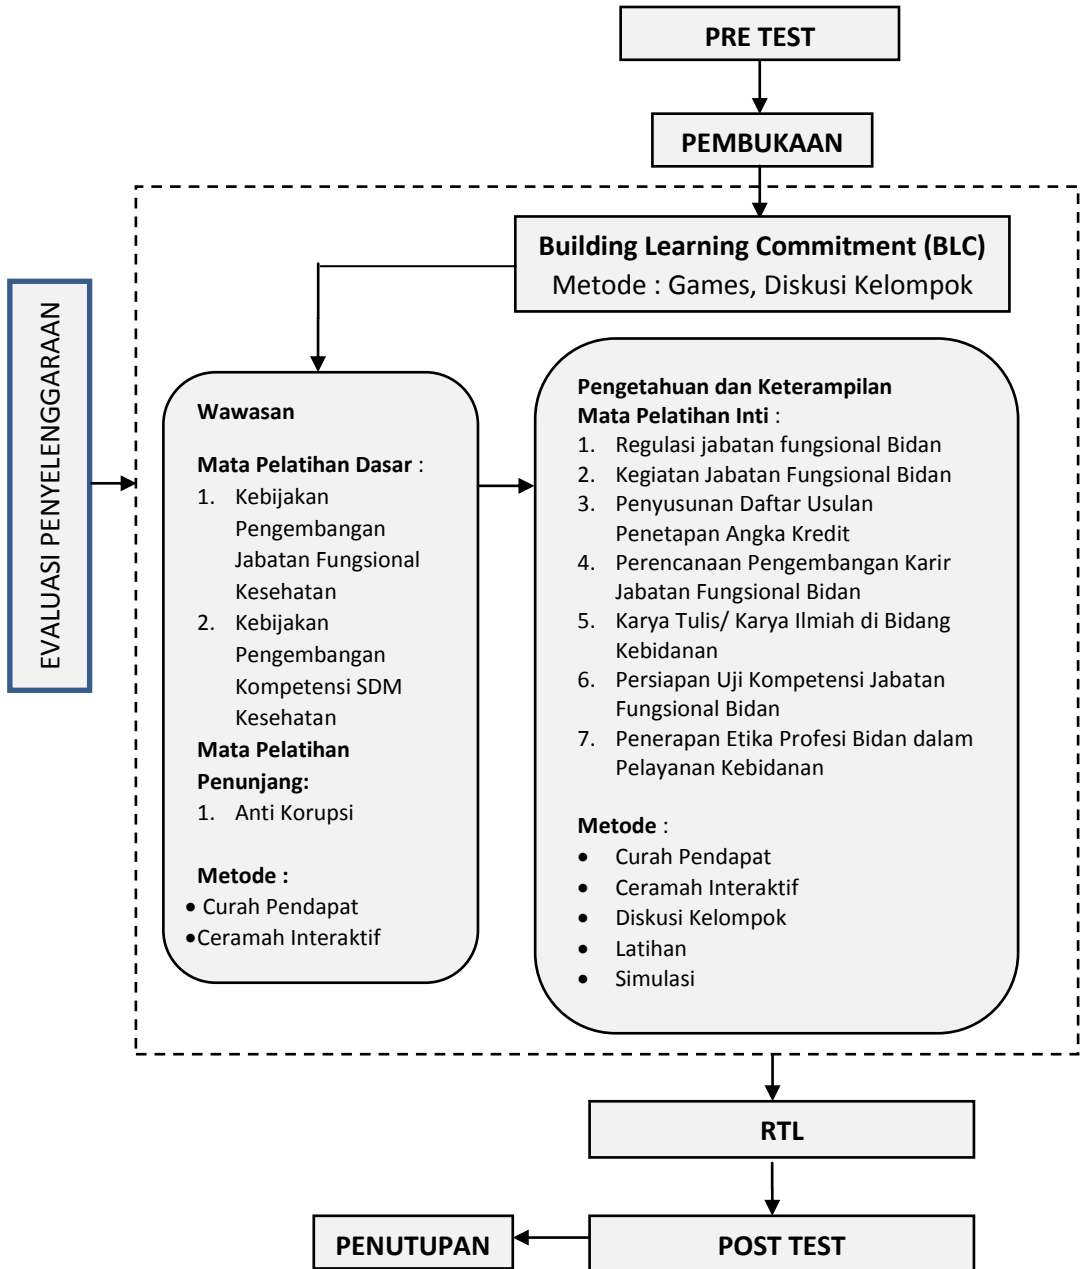 PRE TEST
PEMBUKAAN
Building Learning Commitment (BLC)
Metode : Games, Diskusi Kelompok
EVALUASI PENYELENGGARAAN
Wawasan
Mata Pelatihan Dasar :
1. Kebijakan
Pengembangan
Jabatan Fungsional
Kesehatan
2. Kebijakan
Pengembangan
Kompetensi SDM
Kesehatan
Mata Pelatihan
Penunjang:
1. Anti Korupsi
Metode :
• Curah Pendapat
•Ceramah Interaktif
Pengetahuan dan Keterampilan
Mata Pelatihan Inti :
1. Regulasi jabatan fungsional Bidan
2. Kegiatan Jabatan Fungsional Bidan
3. Penyusunan Daftar Usulan
Penetapan Angka Kredit
4. Perencanaan Pengembangan Karir
Jabatan Fungsional Bidan
5. Karya Tulis/ Karya Ilmiah di Bidang
Kebidanan
6. Persiapan Uji Kompetensi Jabatan
Fungsional Bidan
7. Penerapan Etika Profesi Bidan dalam
Pelayanan Kebidanan
Metode :
• Curah Pendapat
• Ceramah Interaktif
• Diskusi Kelompok
• Latihan
• Simulasi
RTL
POST TEST
PENUTUPAN